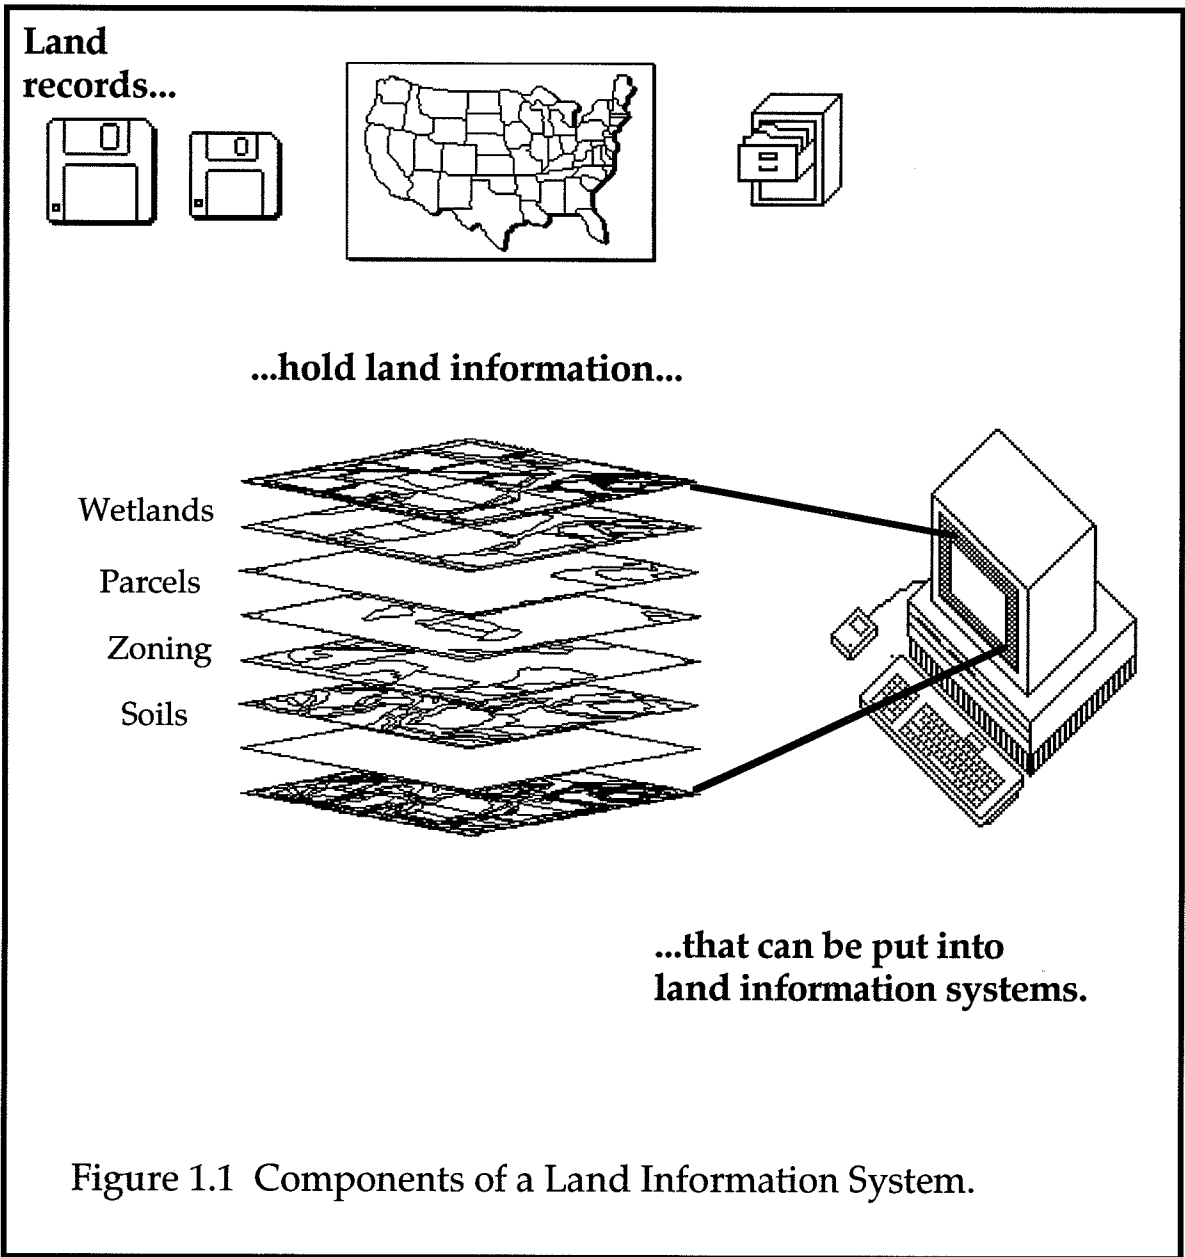 Land
records...
...hold land information...
Wetlands
Parcels
Zoning
Soils
...that can be put into
land information systems.
Figure 1.1  Components of a Land Information System.